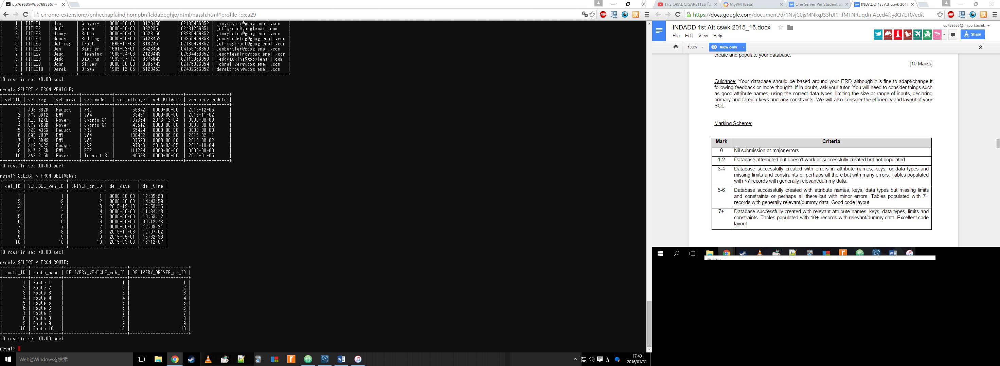 up769535@up769535: ~
chrome-extension://pnhechapfaindjhompbnflcldabbghjo/html/nassh.html#profile-id:ca29
| 1 | TITLE1 | Jim | Gregory | 0000-00-00 | 0123456 | 02135456852 | jimgregory@googlemail.com |
| 2 | TITLE2 | Jeff | Green | 0000-00-00 | 0322351 | 02431256851 | jeffgreen@googlemail.com |
| 3 | TITLE3 | Jimmy | Bates | 0000-00-00 | 0523156 | 03235456852 | jimmybates@googlemail.com |
| 4 | TITLE4 | James | Bedding | 0000-00-00 | 5123452 | 04355456853 | jamesbedding@googlemail.com |
| 5 | TITLE5 | Jeffrey | Trout | 1969-11-08 | 8132451 | 02135476852 | jeffreytrout@googlemail.com |
| 6 | TITLE6 | Jem | Bartler | 1991-02-01 | 3423456 | 04155758850 | jembartler@googlemail.com |
| 7 | TITLE7 | Jeud | Flemming | 1988-04-03 | 2123443 | 02534456852 | jeudflemming@googlemail.com |
| 8 | TITLE8 | Jedd | Dawkins | 1993-07-12 | 8675643 | 02112356853 | jedddawkins@googlemail.com |
| 9 | TITLE9 | John | Silver | 0000-00-00 | 0985743 | 02176326854 | johnsilver@googlemail.com |
| 10 | TITLE10 | Derek | Brown | 1985-12-05 | 5123453 | 02432656852 | derekbrown@googlemail.com |
10 rows in set (0.00 sec)
mysql> SELECT * FROM VEHICLE;
| veh_ID | veh_reg | veh_make | veh_model | veh_mileage | veh_MOTdate | veh_servicedate |
| 1 | AD3 B32D | Peugot | XR2 | 55342 | 0000-00-00 | 2016-12-05 |
| 2 | XCV DD12 | BMW | VW4 | 63451 | 0000-00-00 | 2016-11-02 |
| 3 | KL2 12XE | Rover | Sports S1 | 87654 | 2016-12-04 | 0000-00-00 |
| 4 | U7Y YS3D | Rover | Sports S1 | 43512 | 0000-00-00 | 0000-00-00 |
| 5 | X2D 43SX | Peugot | XR2 | 65424 | 0000-00-00 | 0000-00-00 |
| 6 | 09D VU3Y | BMW | VW4 | 100432 | 0000-00-00 | 2016-02-11 |
| 7 | PL3 AD4S | BMW | VW3 | 87593 | 0000-00-00 | 2016-09-02 |
| 8 | X12 DQR2 | Peugot | XR2 | 97843 | 2016-03-05 | 2016-10-04 |
| 9 | KLW 21SD | BMW | FF2 | 111234 | 0000-00-00 | 0000-00-00 |
| 10 | XAS 215D | Rover | Transit R1 | 40593 | 0000-00-00 | 2016-01-05 |
10 rows in set (0.00 sec)
mysql> SELECT * FROM DELIVERY;
| del_ID | VEHICLE_veh_ID | DRIVER_dr_ID | del_date | del_time |
| 1 | 1 | 1 | 0000-00-00 | 12:05:23 |
| 2 | 2 | 2 | 0000-00-00 | 14:43:59 |
| 3 | 3 | 3 | 2015-12-10 | 17:59:45 |
| 4 | 4 | 4 | 0000-00-00 | 11:34:43 |
| 5 | 5 | 5 | 0000-00-00 | 10:53:12 |
| 6 | 6 | 6 | 0000-00-00 | 09:12:43 |
| 7 | 7 | 7 | 0000-00-00 | 12:03:21 |
| 8 | 8 | 8 | 2015-11-03 | 12:07:02 |
| 9 | 9 | 9 | 2015-05-01 | 15:32:33 |
| 10 | 10 | 10 | 2015-03-03 | 16:12:07 |
10 rows in set (0.00 sec)
mysql> SELECT * FROM ROUTE;
| route_ID | route_name | DELIVERY_VEHICLE_veh_ID | DELIVERY_DRIVER_dr_ID |
| 1 | Route 1 | 1 | 1 |
| 2 | Route 2 | 2 | 2 |
| 3 | Route 3 | 3 | 3 |
| 4 | Route 4 | 4 | 4 |
| 5 | Route 5 | 5 | 5 |
| 6 | Route 6 | 6 | 6 |
| 7 | Route 7 | 7 | 7 |
| 8 | Route 8 | 8 | 8 |
| 9 | Route 9 | 9 | 9 |
| 10 | Route 10 | 10 | 10 |
10 rows in set (0.00 sec)
mysql>
WebとWindowsを検索
A
17:40
2016/01/31
THE ORAL CIGARETTES
MyVM (Beta)
One Server Per Student ba
INDADD 1st Att cswk 2015
https://docs.google.com/document/d/1NvjC0jsMNkqJS3hJI1-ifMTNRuqdmAEed4fJy8Q7ET0/edit
ABP
理
漢
INDADD 1st Att cswk 2015_16.docx
up769535@myport.ac.uk
File Edit View Help
Share
100%
View only
create and populate your database.
[10 Marks]
Guidance: Your database should be based around your ERD although it is fine to adapt/change it
following feedback or more thought. If in doubt, ask your tutor. You will need to consider things such
as good attribute names, using the correct data types, limiting the size or range of inputs, declaring
primary and foreign keys and any constraints. We will also consider the efficiency and layout of your
SQL
Marking Scheme:
Mark Criteria
0 Nil submission or major errors
1-2 Database attempted but doesn't work or successfully created but not populated
3-4 Database successfully created with errors in attribute names, keys, or data types and
missing limits and constraints or perhaps all there but with many errors. Tables populated
with <7 records with generally relevant/dummy data.
5-6 Database successfully created with attribute names, keys, data types but missing limits
and constraints or perhaps all there but with minor errors. Tables populated with 7+
records with generally relevant/dummy data. Good code layout
7+ Database successfully created with relevant attribute names, keys, data types, limits and
constraints. Tables populated with 10+ records with relevant/dummy data. Excellent code
layout